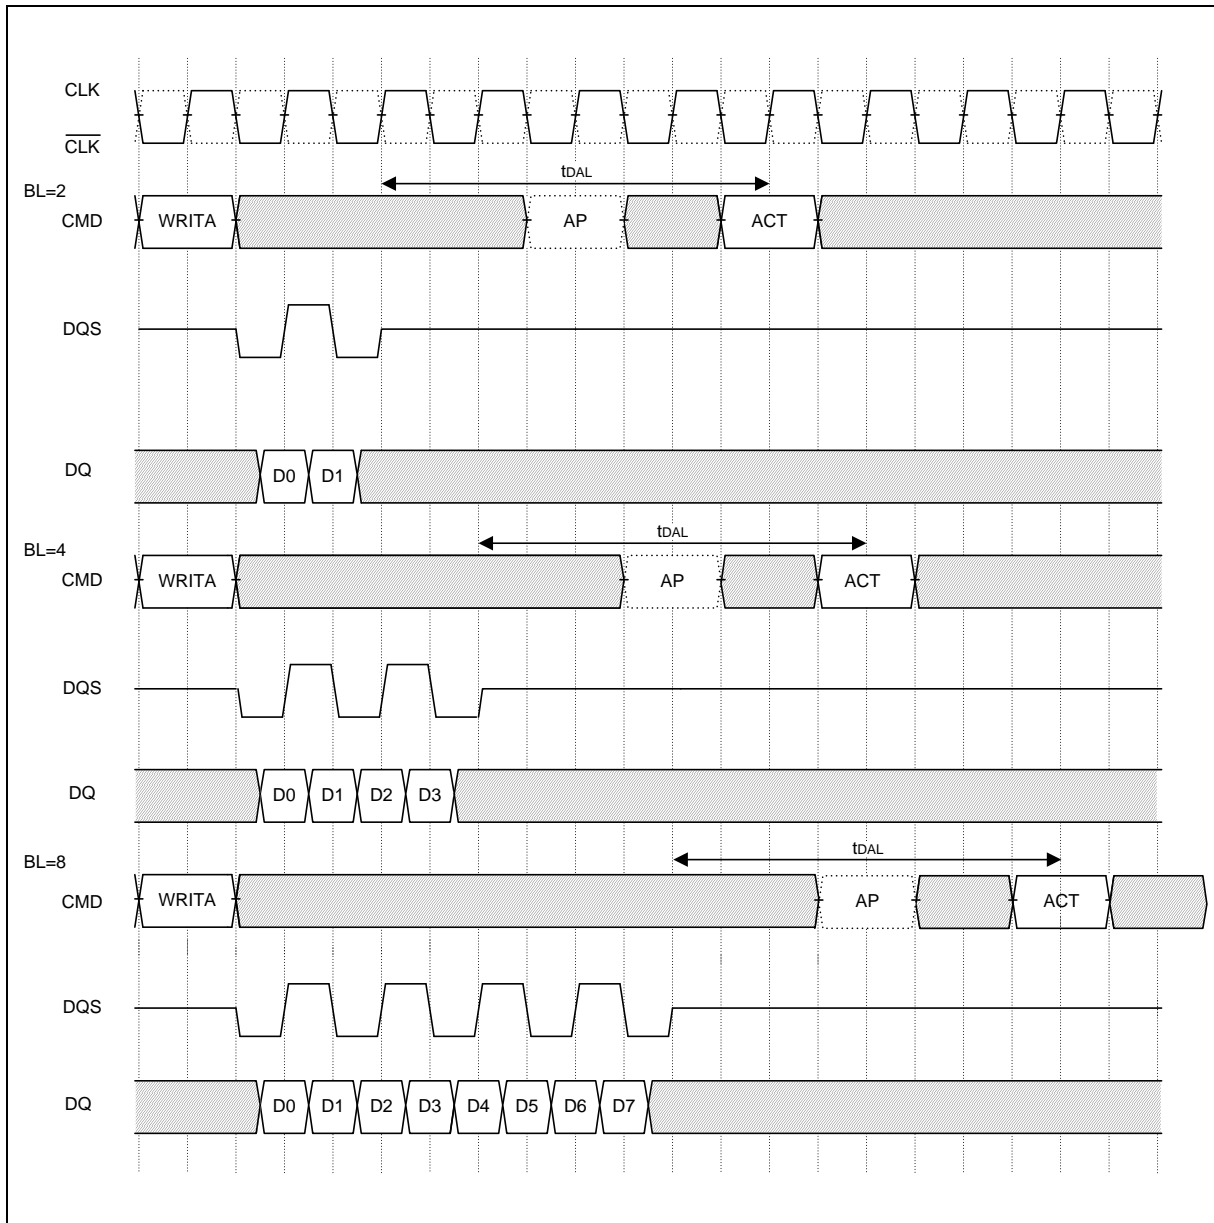 CLK
CLK
tDAL
BL=2
CMD WRITA AP ACT
DQS
DQ D0 D1
tDAL
BL=4
CMD WRITA AP ACT
DQS
DQ D0 D1 D2 D3
tDAL
BL=8
CMD WRITA AP ACT
DQS
DQ D0 D1 D2 D3 D4 D5 D6 D7